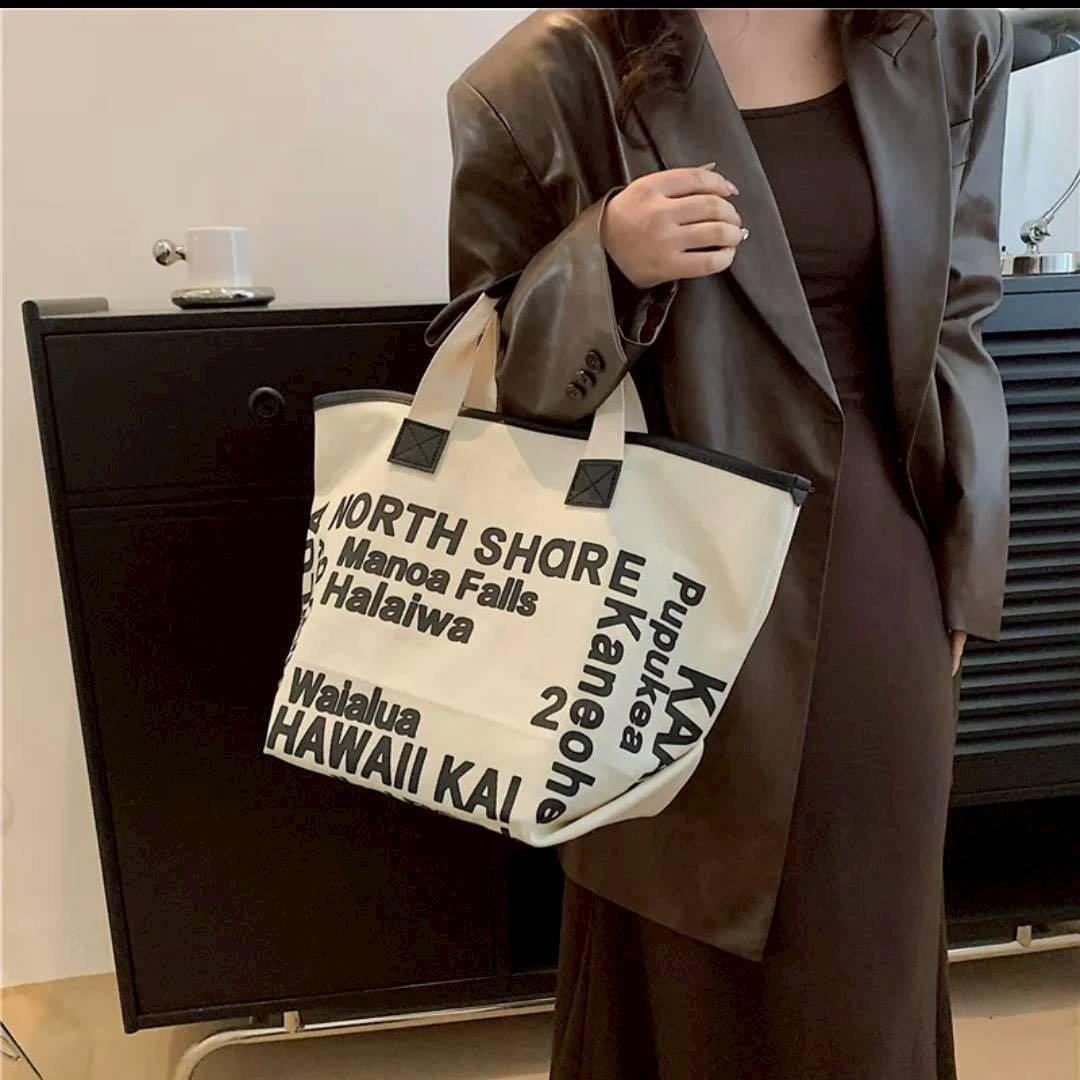 NORTH SHARE
Manoa Falls
Halaiwa
Waialua
HAWAII KAI
2
Kaneohe
Pupukea